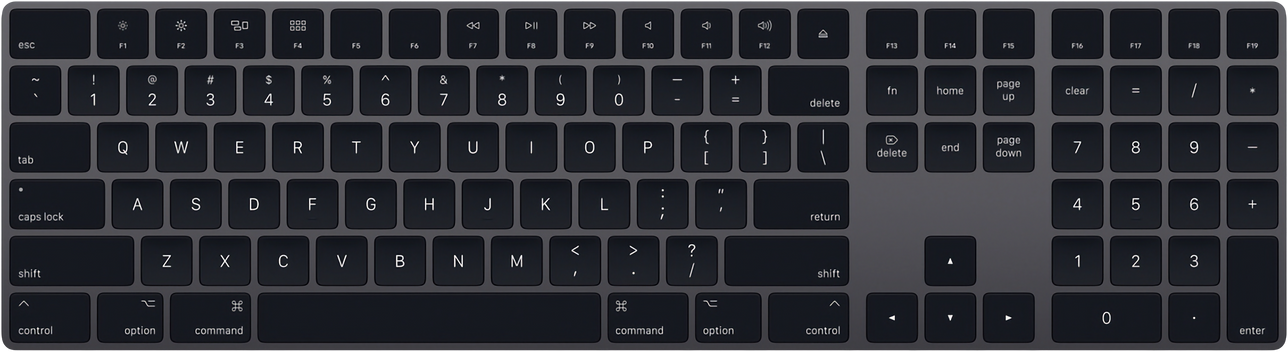 esc F1 F2 F3 F4 F5 F6 F7 F8 F9 F10 F11 F12 F13 F14 F15 F16 F17 F18 F19
~ ! @ # $ % ^ & * ( ) — +
` 1 2 3 4 5 6 7 8 9 0 - = delete fn home page up clear = / *
tab Q W E R T Y U I O P { [ } ] | \ delete end page down 7 8 9 −
caps lock A S D F G H J K L : ; " ' return 4 5 6 +
shift Z X C V B N M < , > . ? / shift ▲ 1 2 3
^ ⌥ ⌘ ⌘ ⌥ ^
control option command command option control ◄ ▼ ► 0 . enter